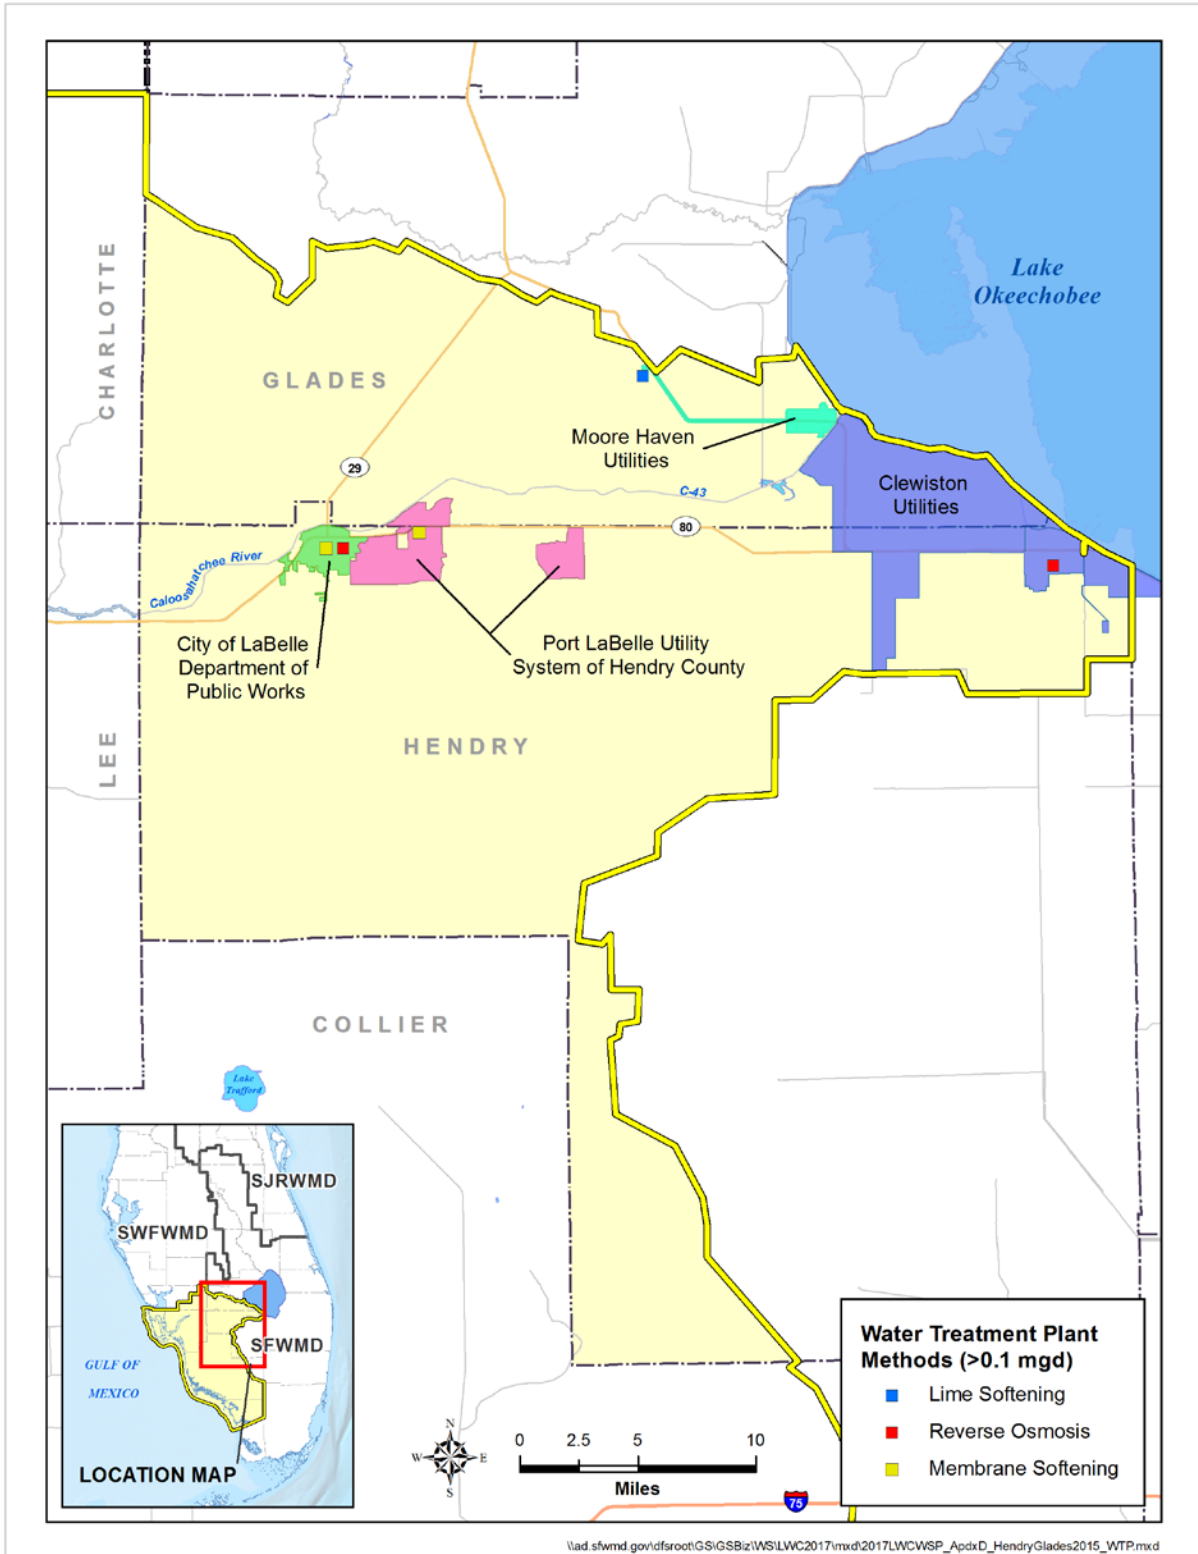 Lake
Okeechobee
CHARLOTTE
GLADES
Moore Haven
Utilities
29
C-43
Clewiston
Utilities
80
Caloosahatchee River
City of LaBelle
Department of
Public Works
Port LaBelle Utility
System of Hendry County
LEE
HENDRY
COLLIER
Lake
Trafford
SJRWMD
SWFWMD
SFWMD
GULF OF
MEXICO
LOCATION MAP
N
W E
S
0 2.5 5 10
Miles
75
Water Treatment Plant
Methods (>0.1 mgd)
Lime Softening
Reverse Osmosis
Membrane Softening
\\ad.sfwmd.gov\dfsroot\GS\GSBiz\WS\LWC2017\mxd\2017LWCWSP_ApdxD_HendryGlades2015_WTP.mxd